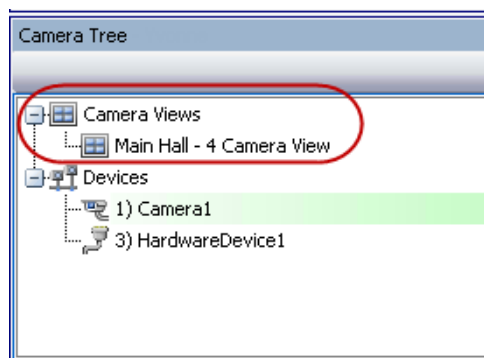 Camera Tree
Camera Views
Main Hall - 4 Camera View
Devices
1) Camera1
3) HardwareDevice1